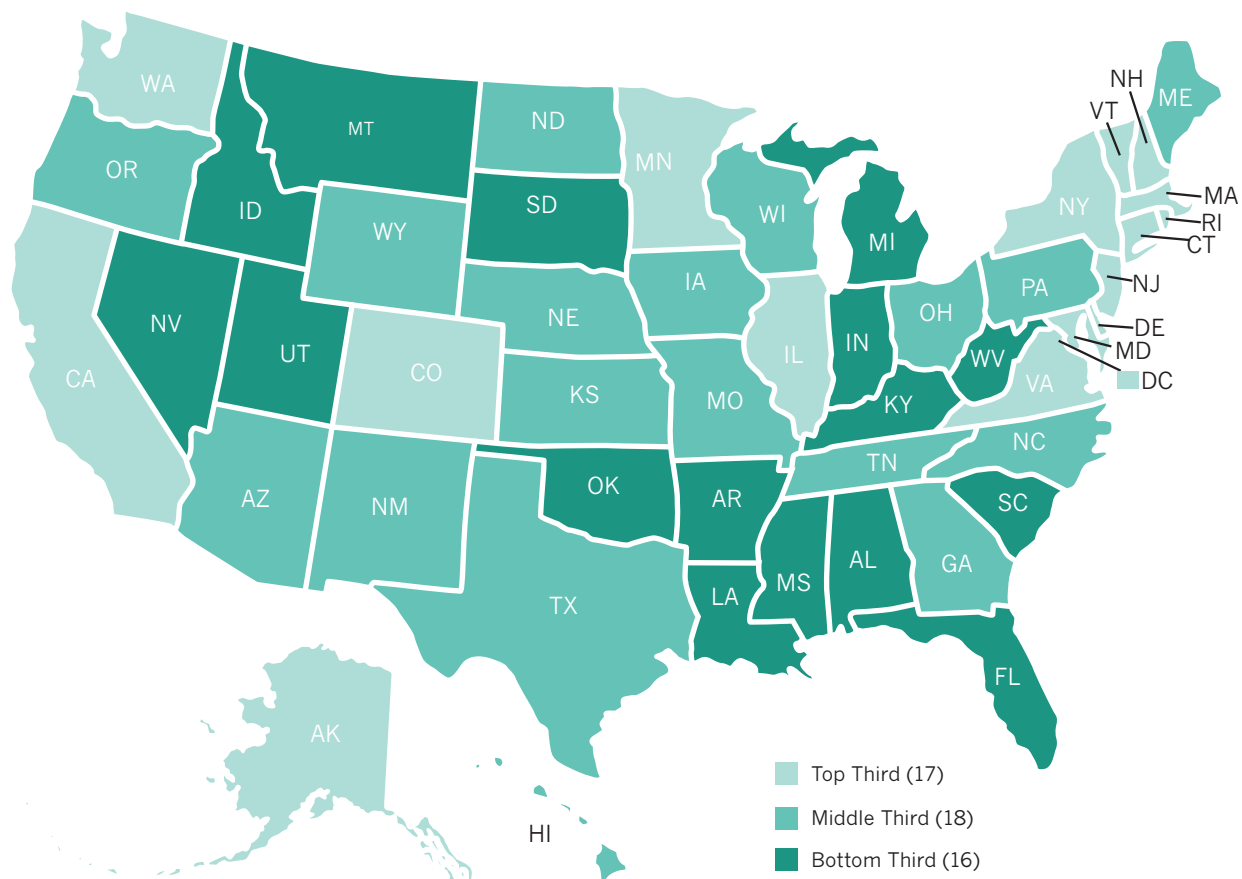 NH
VT
ME
WA
MT
ND
MN
OR
SD
WI
NY
MA
RI
CT
ID
WY
MI
IA
PA
NJ
NV
NE
OH
DE
UT
IN
IL
MD
WV
CO
CA
VA
DC
KS
MO
KY
NC
TN
AZ
NM
OK
AR
SC
TX
MS
AL
GA
LA
FL
AK
HI
Top Third (17)
Middle Third (18)
Bottom Third (16)